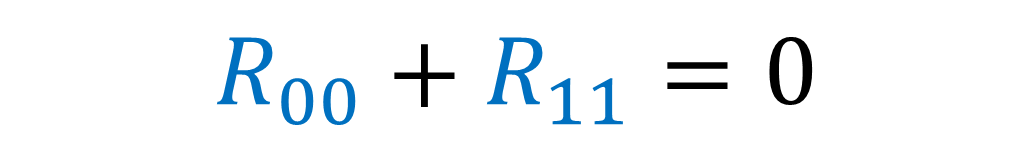 R₀₀ + R₁₁ = 0